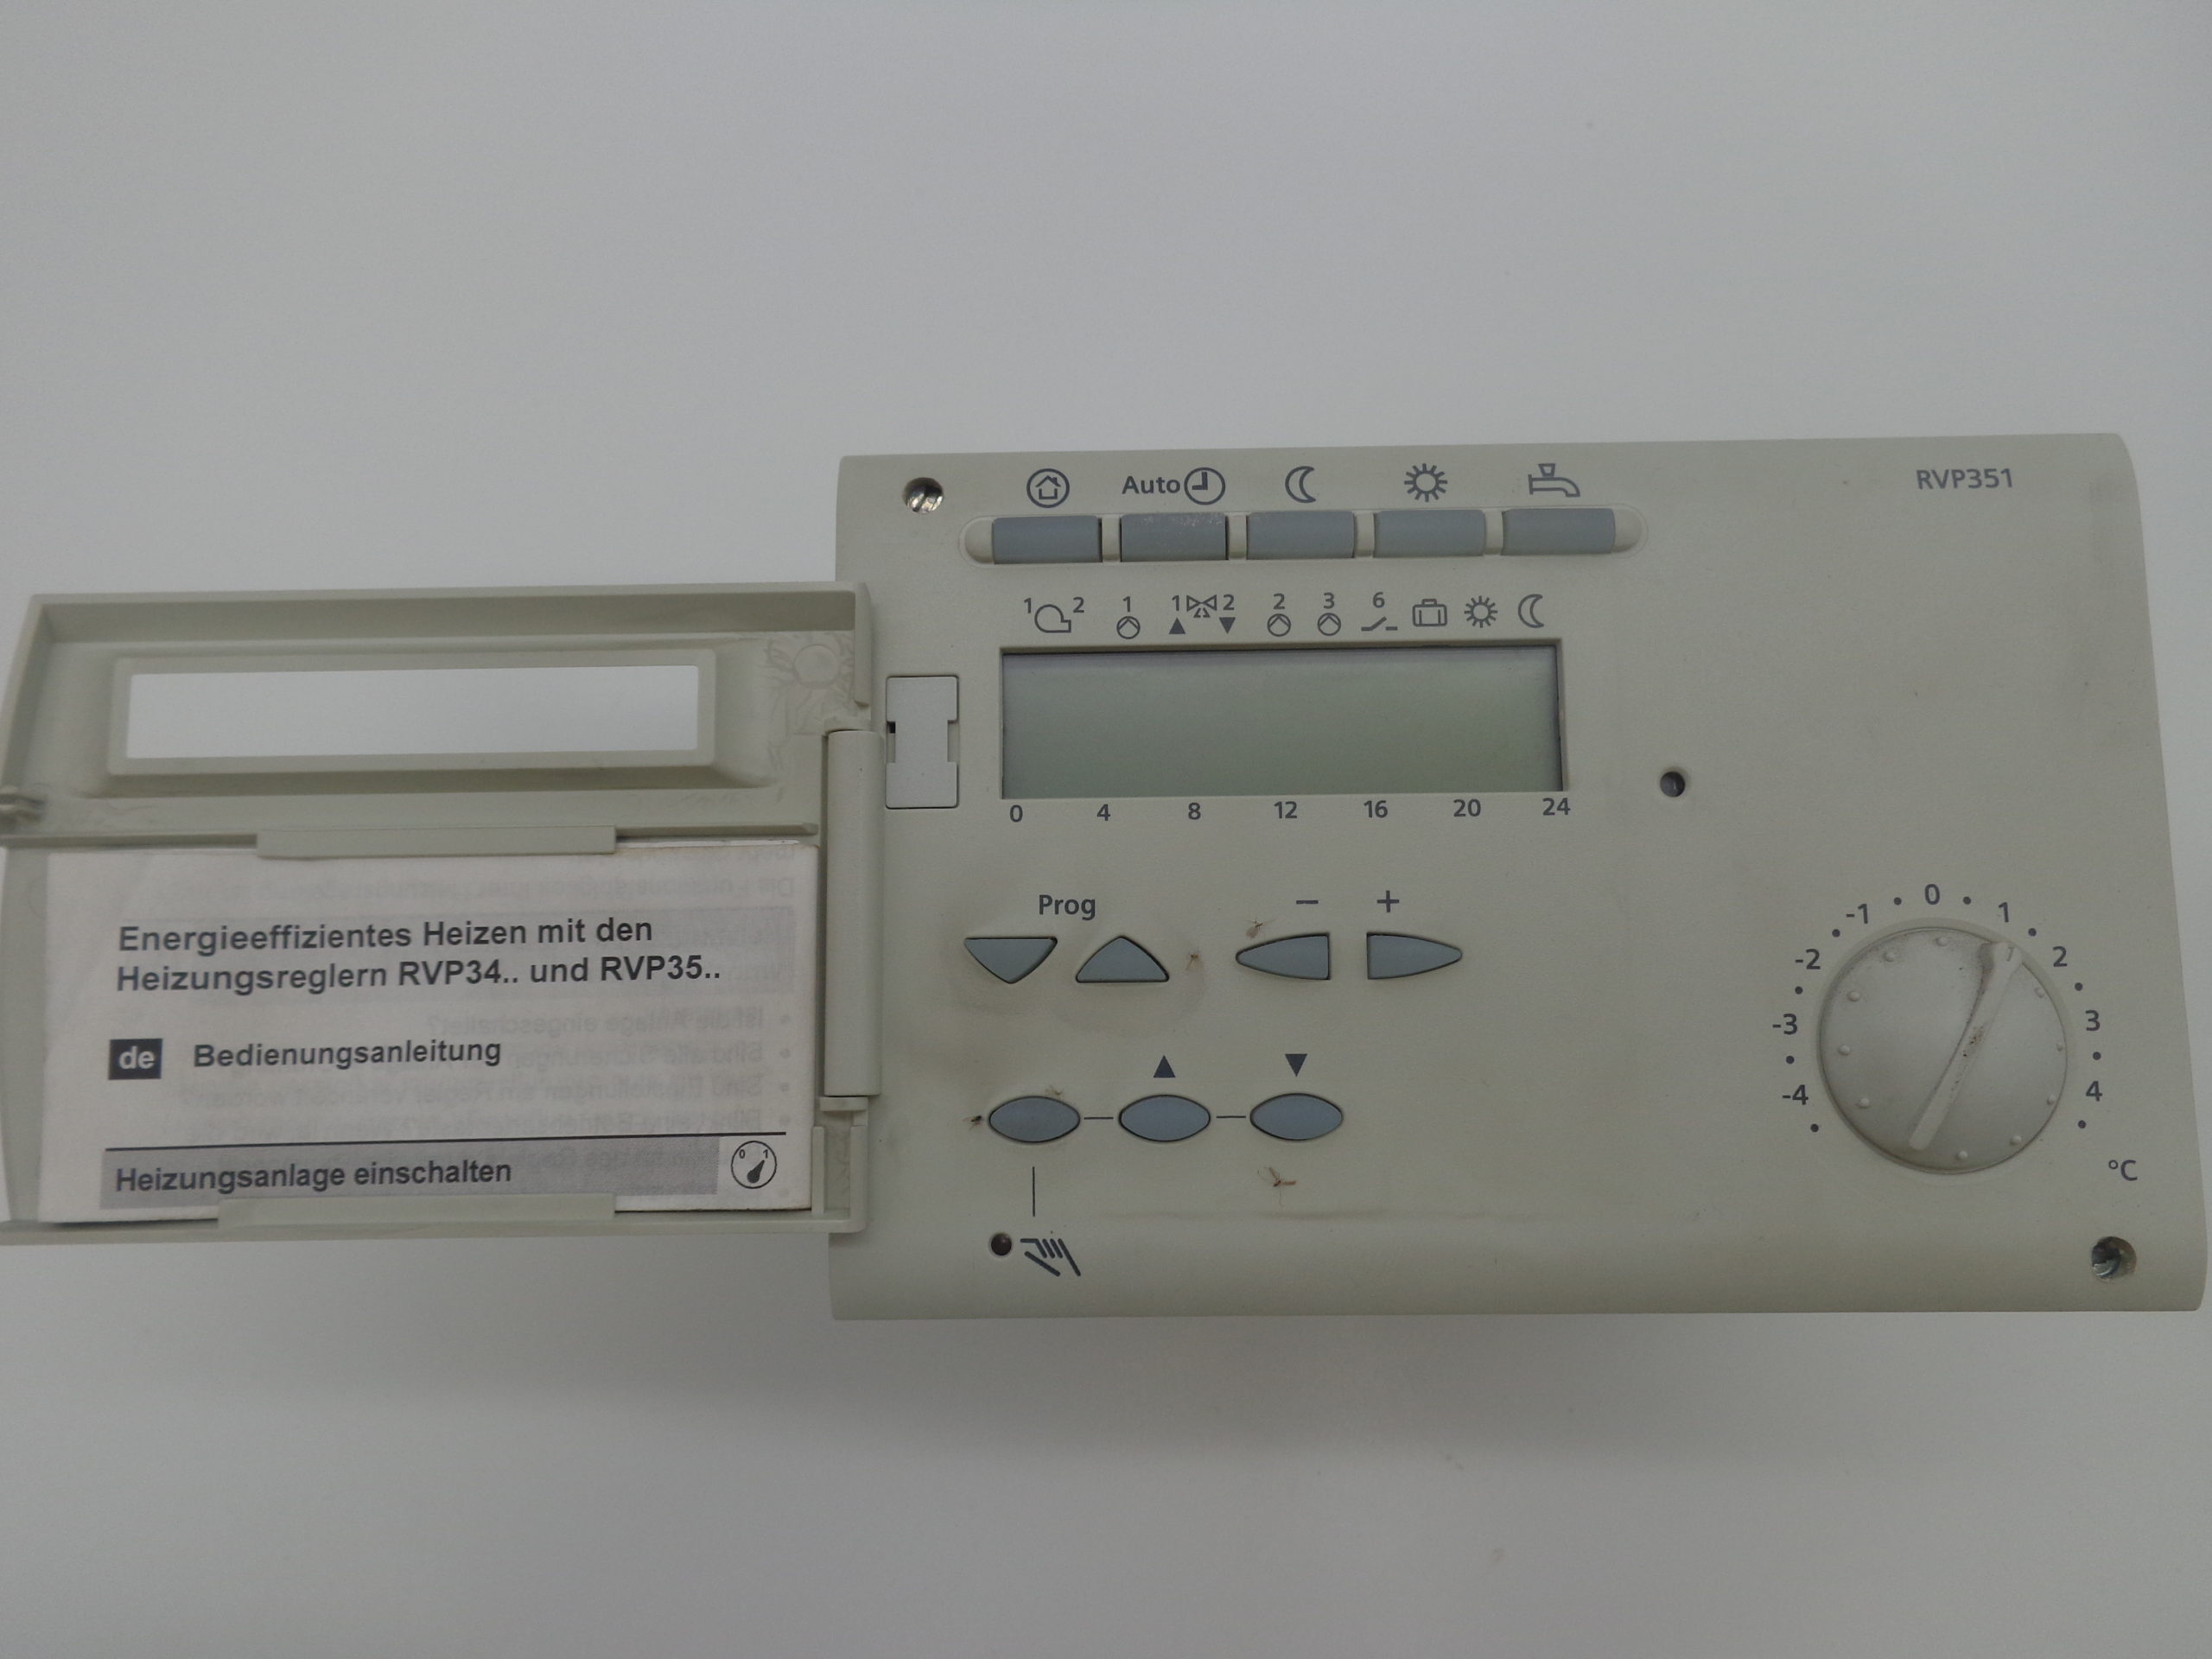 Auto
RVP351
1 2 1 1 2 2 3 6
0 4 8 12 16 20 24
Prog
- +
-4 -3 -2 -1 0 1 2 3 4
°C
Energieeffizientes Heizen mit den
Heizungsreglern RVP34.. und RVP35..
de Bedienungsanleitung
Heizungsanlage einschalten
0 1